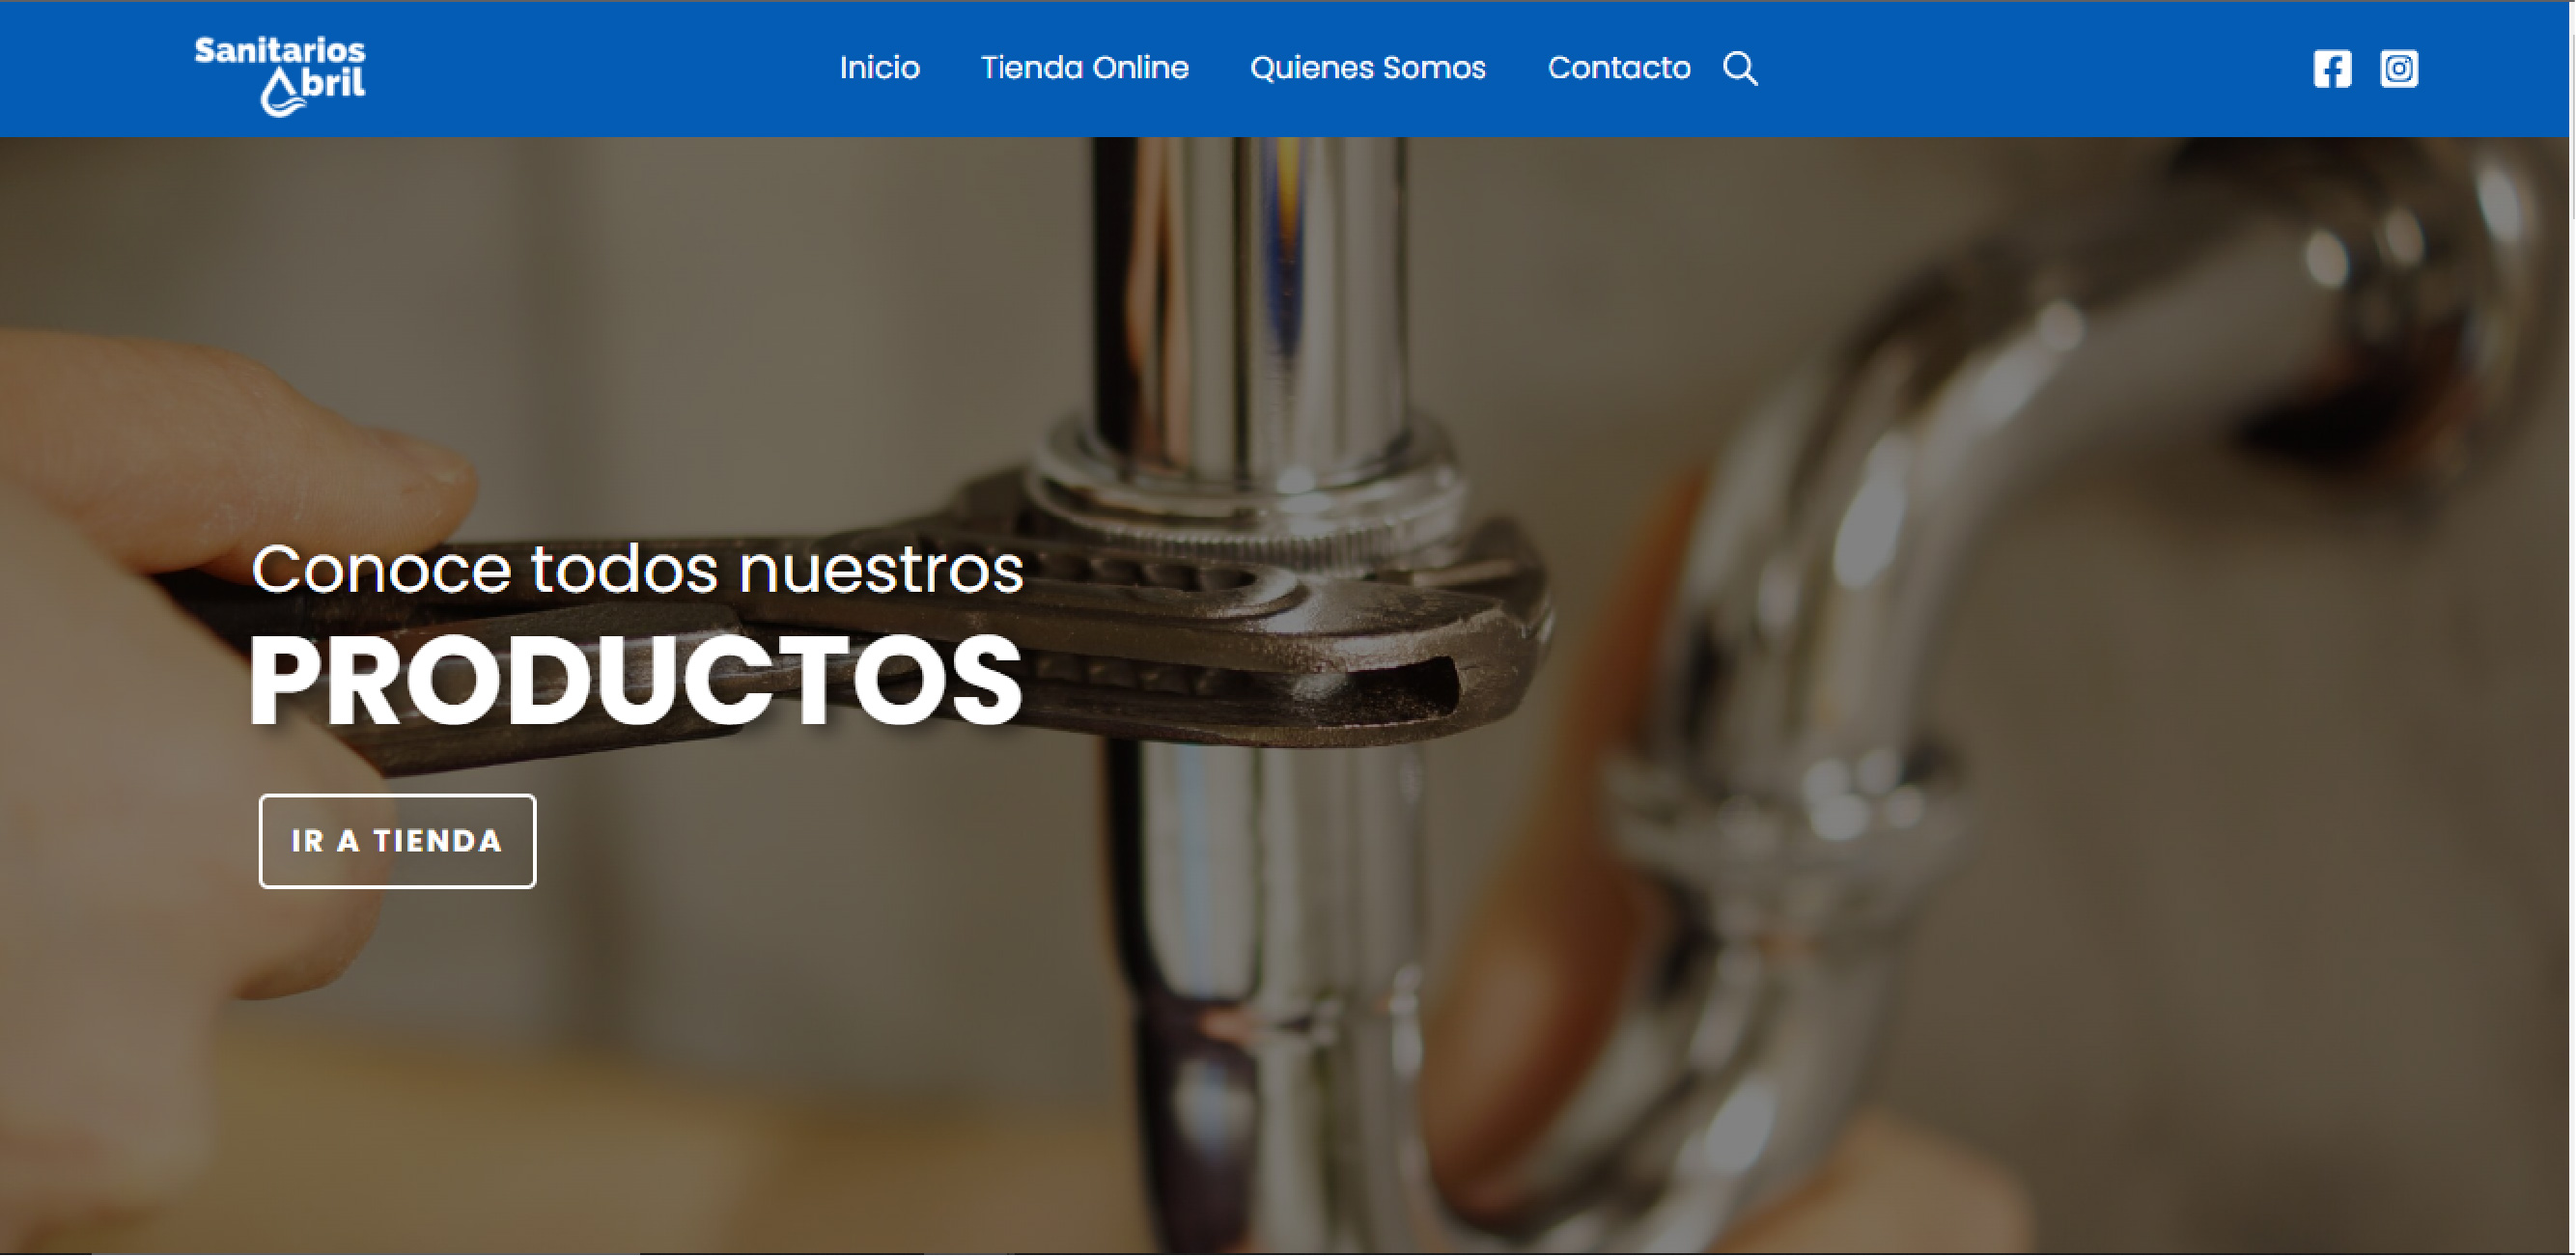 Sanitarios
Abril
Inicio
Tienda Online
Quienes Somos
Contacto
Conoce todos nuestros
PRODUCTOS
IR A TIENDA